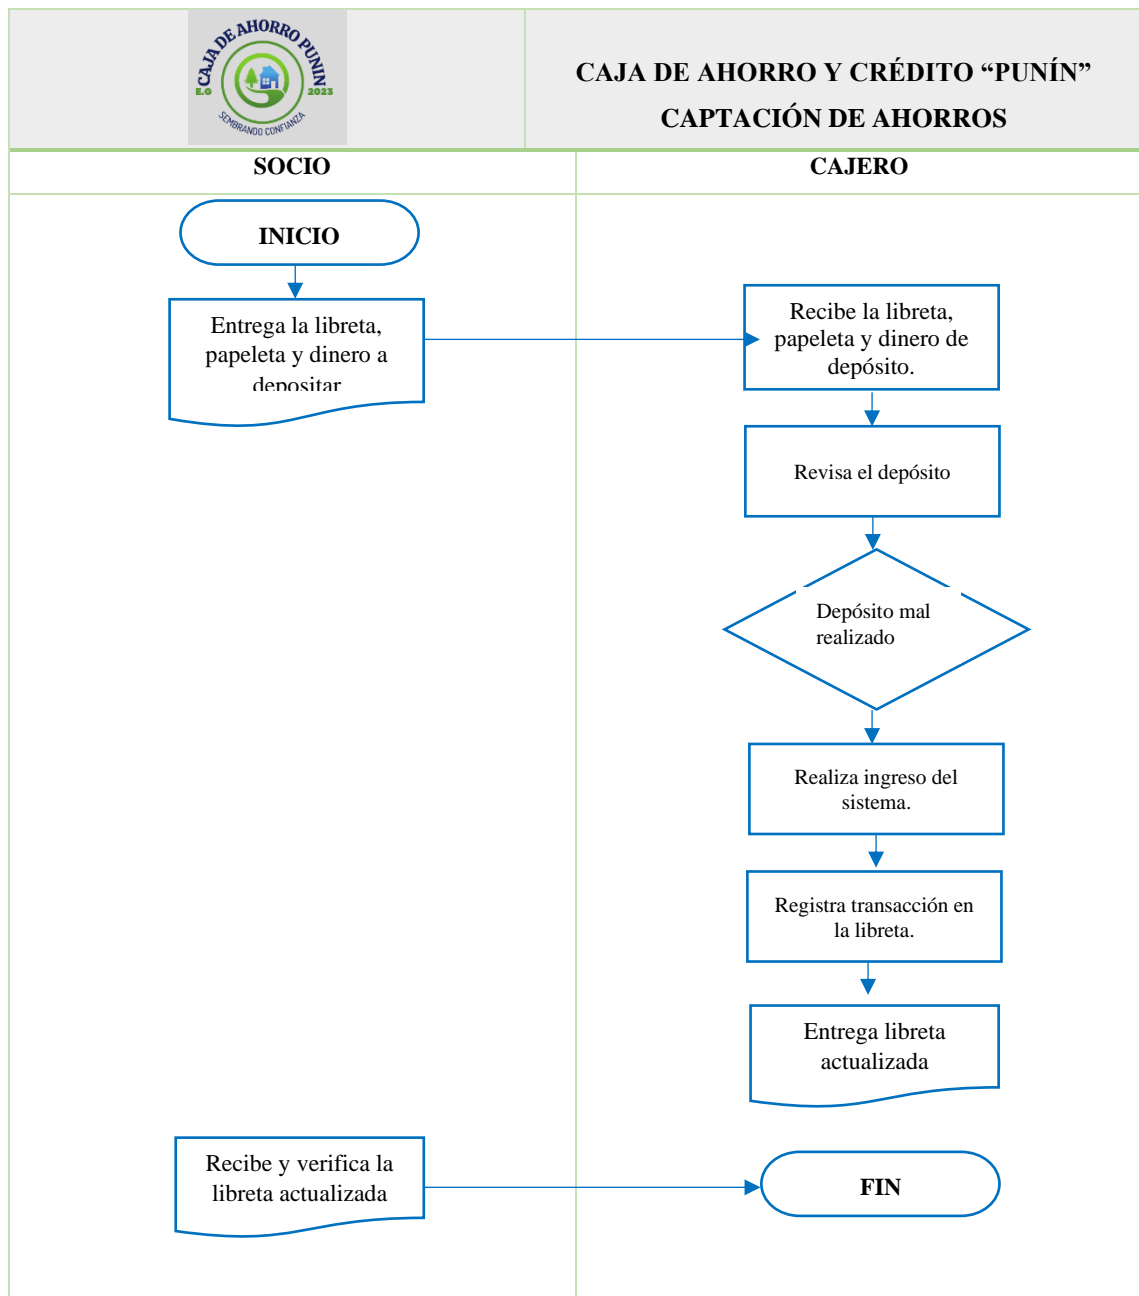 CAJA DE AHORRO PUNIN
E.G 2023
SEMBRANDO CONFIANZA
CAJA DE AHORRO Y CRÉDITO “PUNÍN”
CAPTACIÓN DE AHORROS
SOCIO
CAJERO
INICIO
Entrega la libreta,
papeleta y dinero a
depositar
Recibe la libreta,
papeleta y dinero de
depósito.
Revisa el depósito
Depósito mal
realizado
Realiza ingreso del
sistema.
Registra transacción en
la libreta.
Entrega libreta
actualizada
Recibe y verifica la
libreta actualizada
FIN